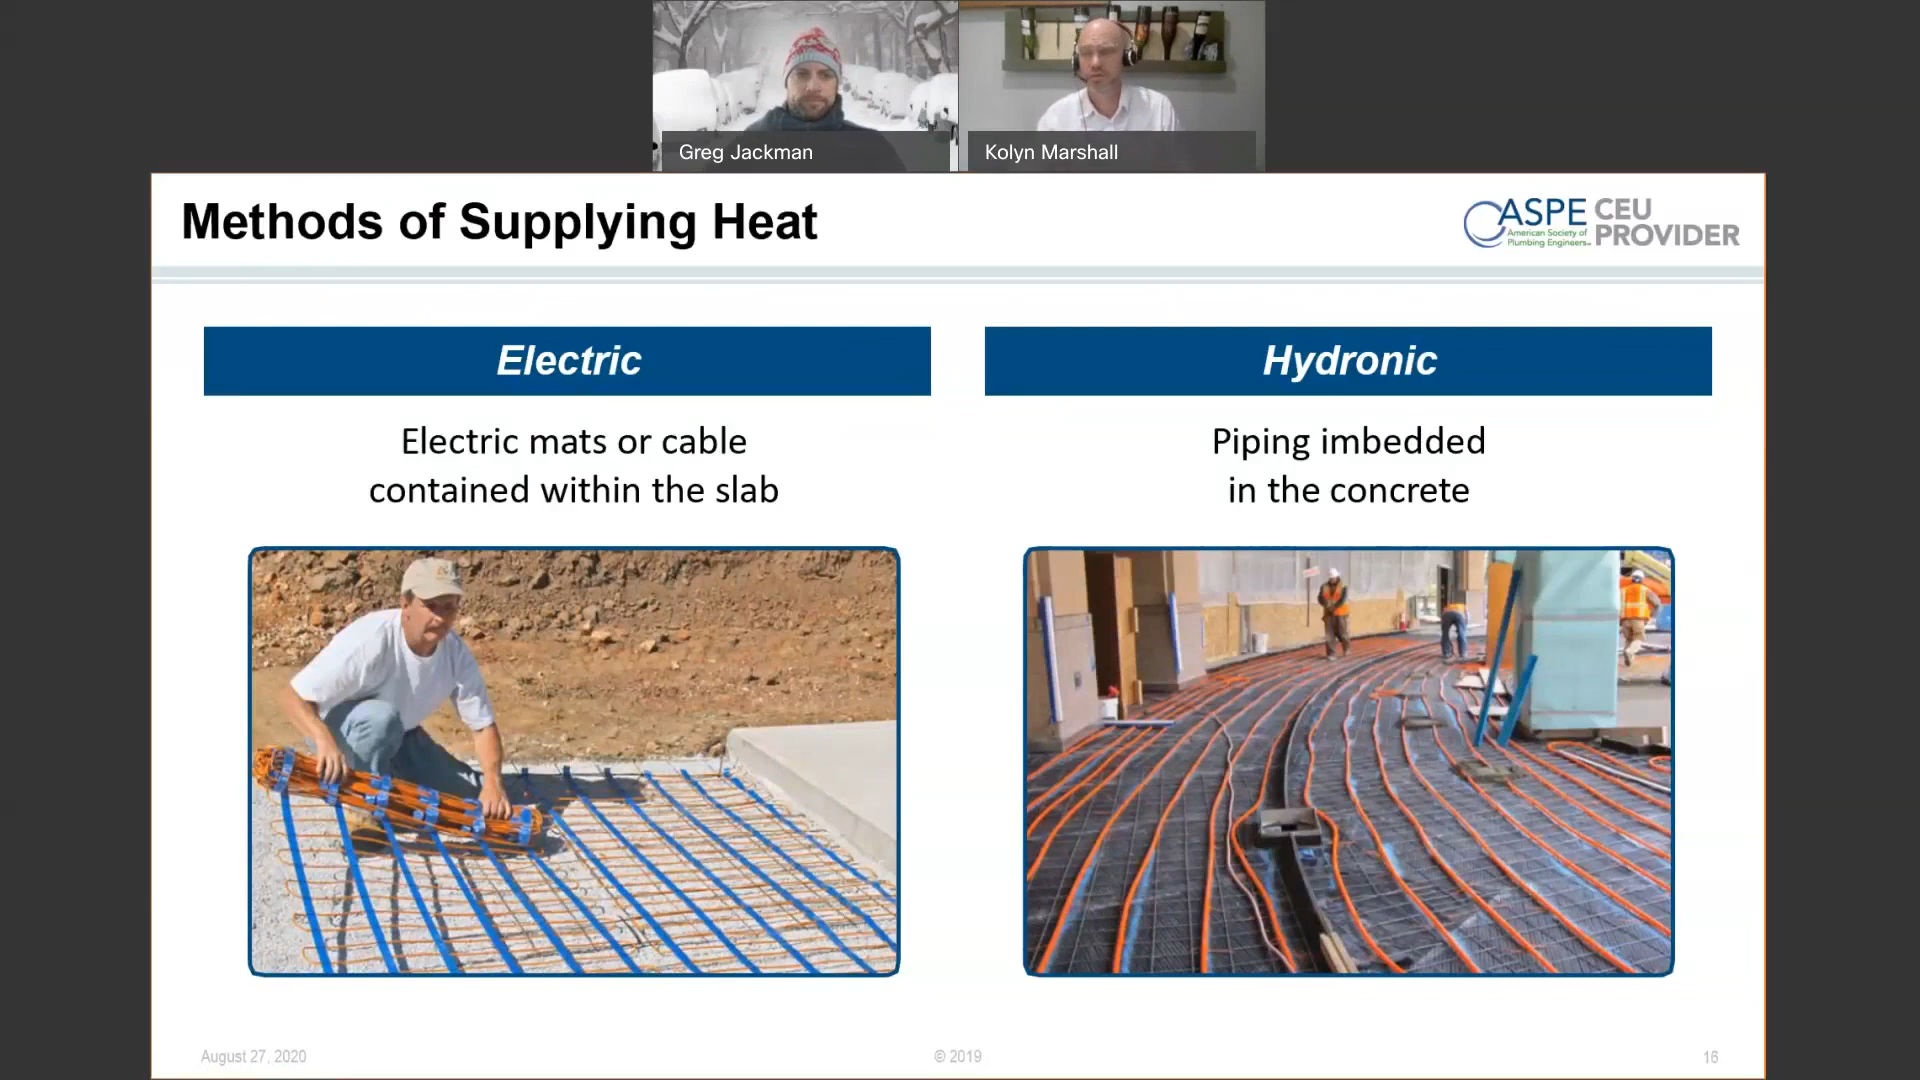 Greg Jackman
Kolyn Marshall
Methods of Supplying Heat
ASPE CEU
American Society of
Plumbing Engineers
PROVIDER
Electric
Hydronic
Electric mats or cable
contained within the slab
Piping imbedded
in the concrete
August 27, 2020
© 2019
16